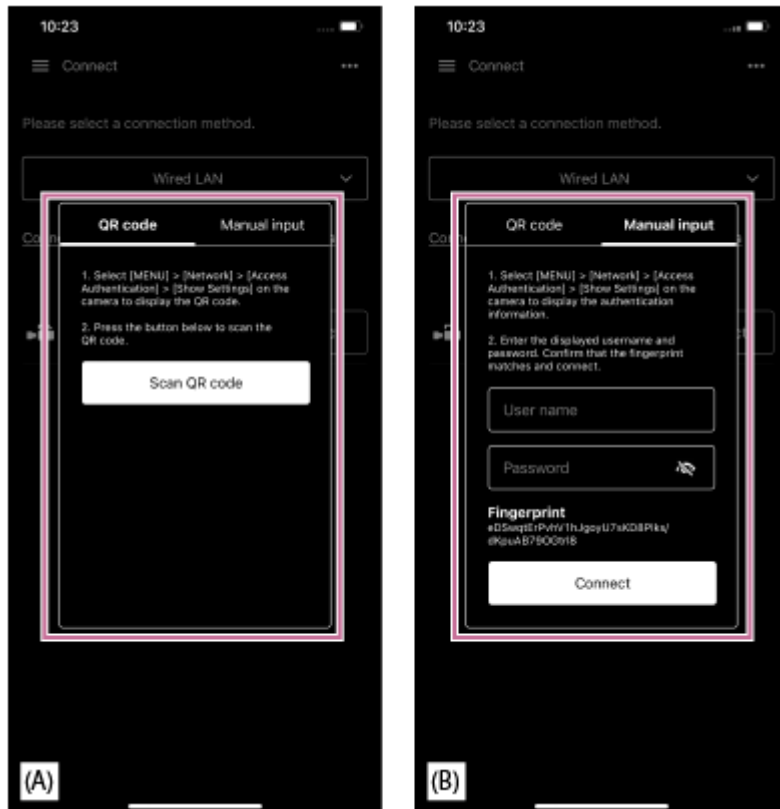 10:23
Connect
Please select a connection method.
Wired LAN
QR code Manual input
1. Select [MENU] > [Network] > [Access
Authentication] > [Show Settings] on the
camera to display the QR code.
2. Press the button below to scan the
QR code.
Scan QR code
(A)
10:23
Connect
Please select a connection method.
Wired LAN
QR code Manual input
1. Select [MENU] > [Network] > [Access
Authentication] > [Show Settings] on the
camera to display the authentication
information.
2. Enter the displayed username and
password. Confirm that the fingerprint
matches and connect.
User name
Password
Fingerprint
Connect
(B)